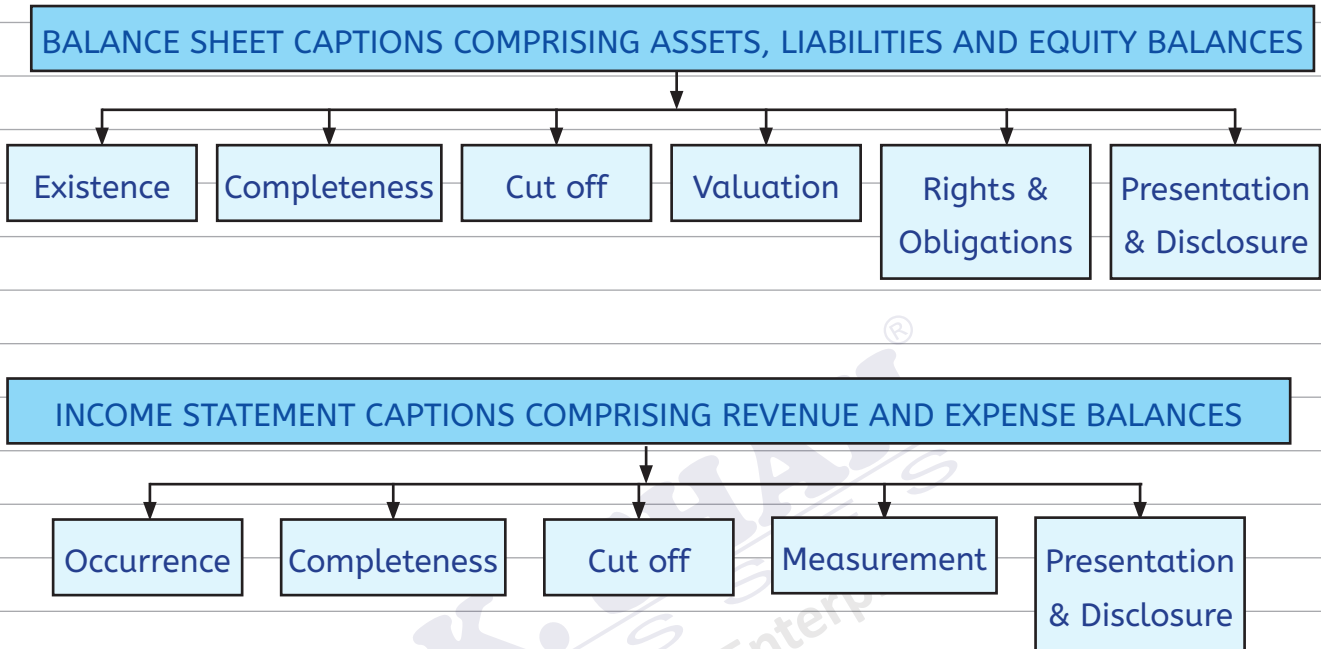 BALANCE SHEET CAPTIONS COMPRISING ASSETS, LIABILITIES AND EQUITY BALANCES
Existence
Completeness
Cut off
Valuation
Rights &
Obligations
Presentation
& Disclosure
®
INCOME STATEMENT CAPTIONS COMPRISING REVENUE AND EXPENSE BALANCES
Occurrence
Completeness
Cut off
Measurement
Presentation
& Disclosure